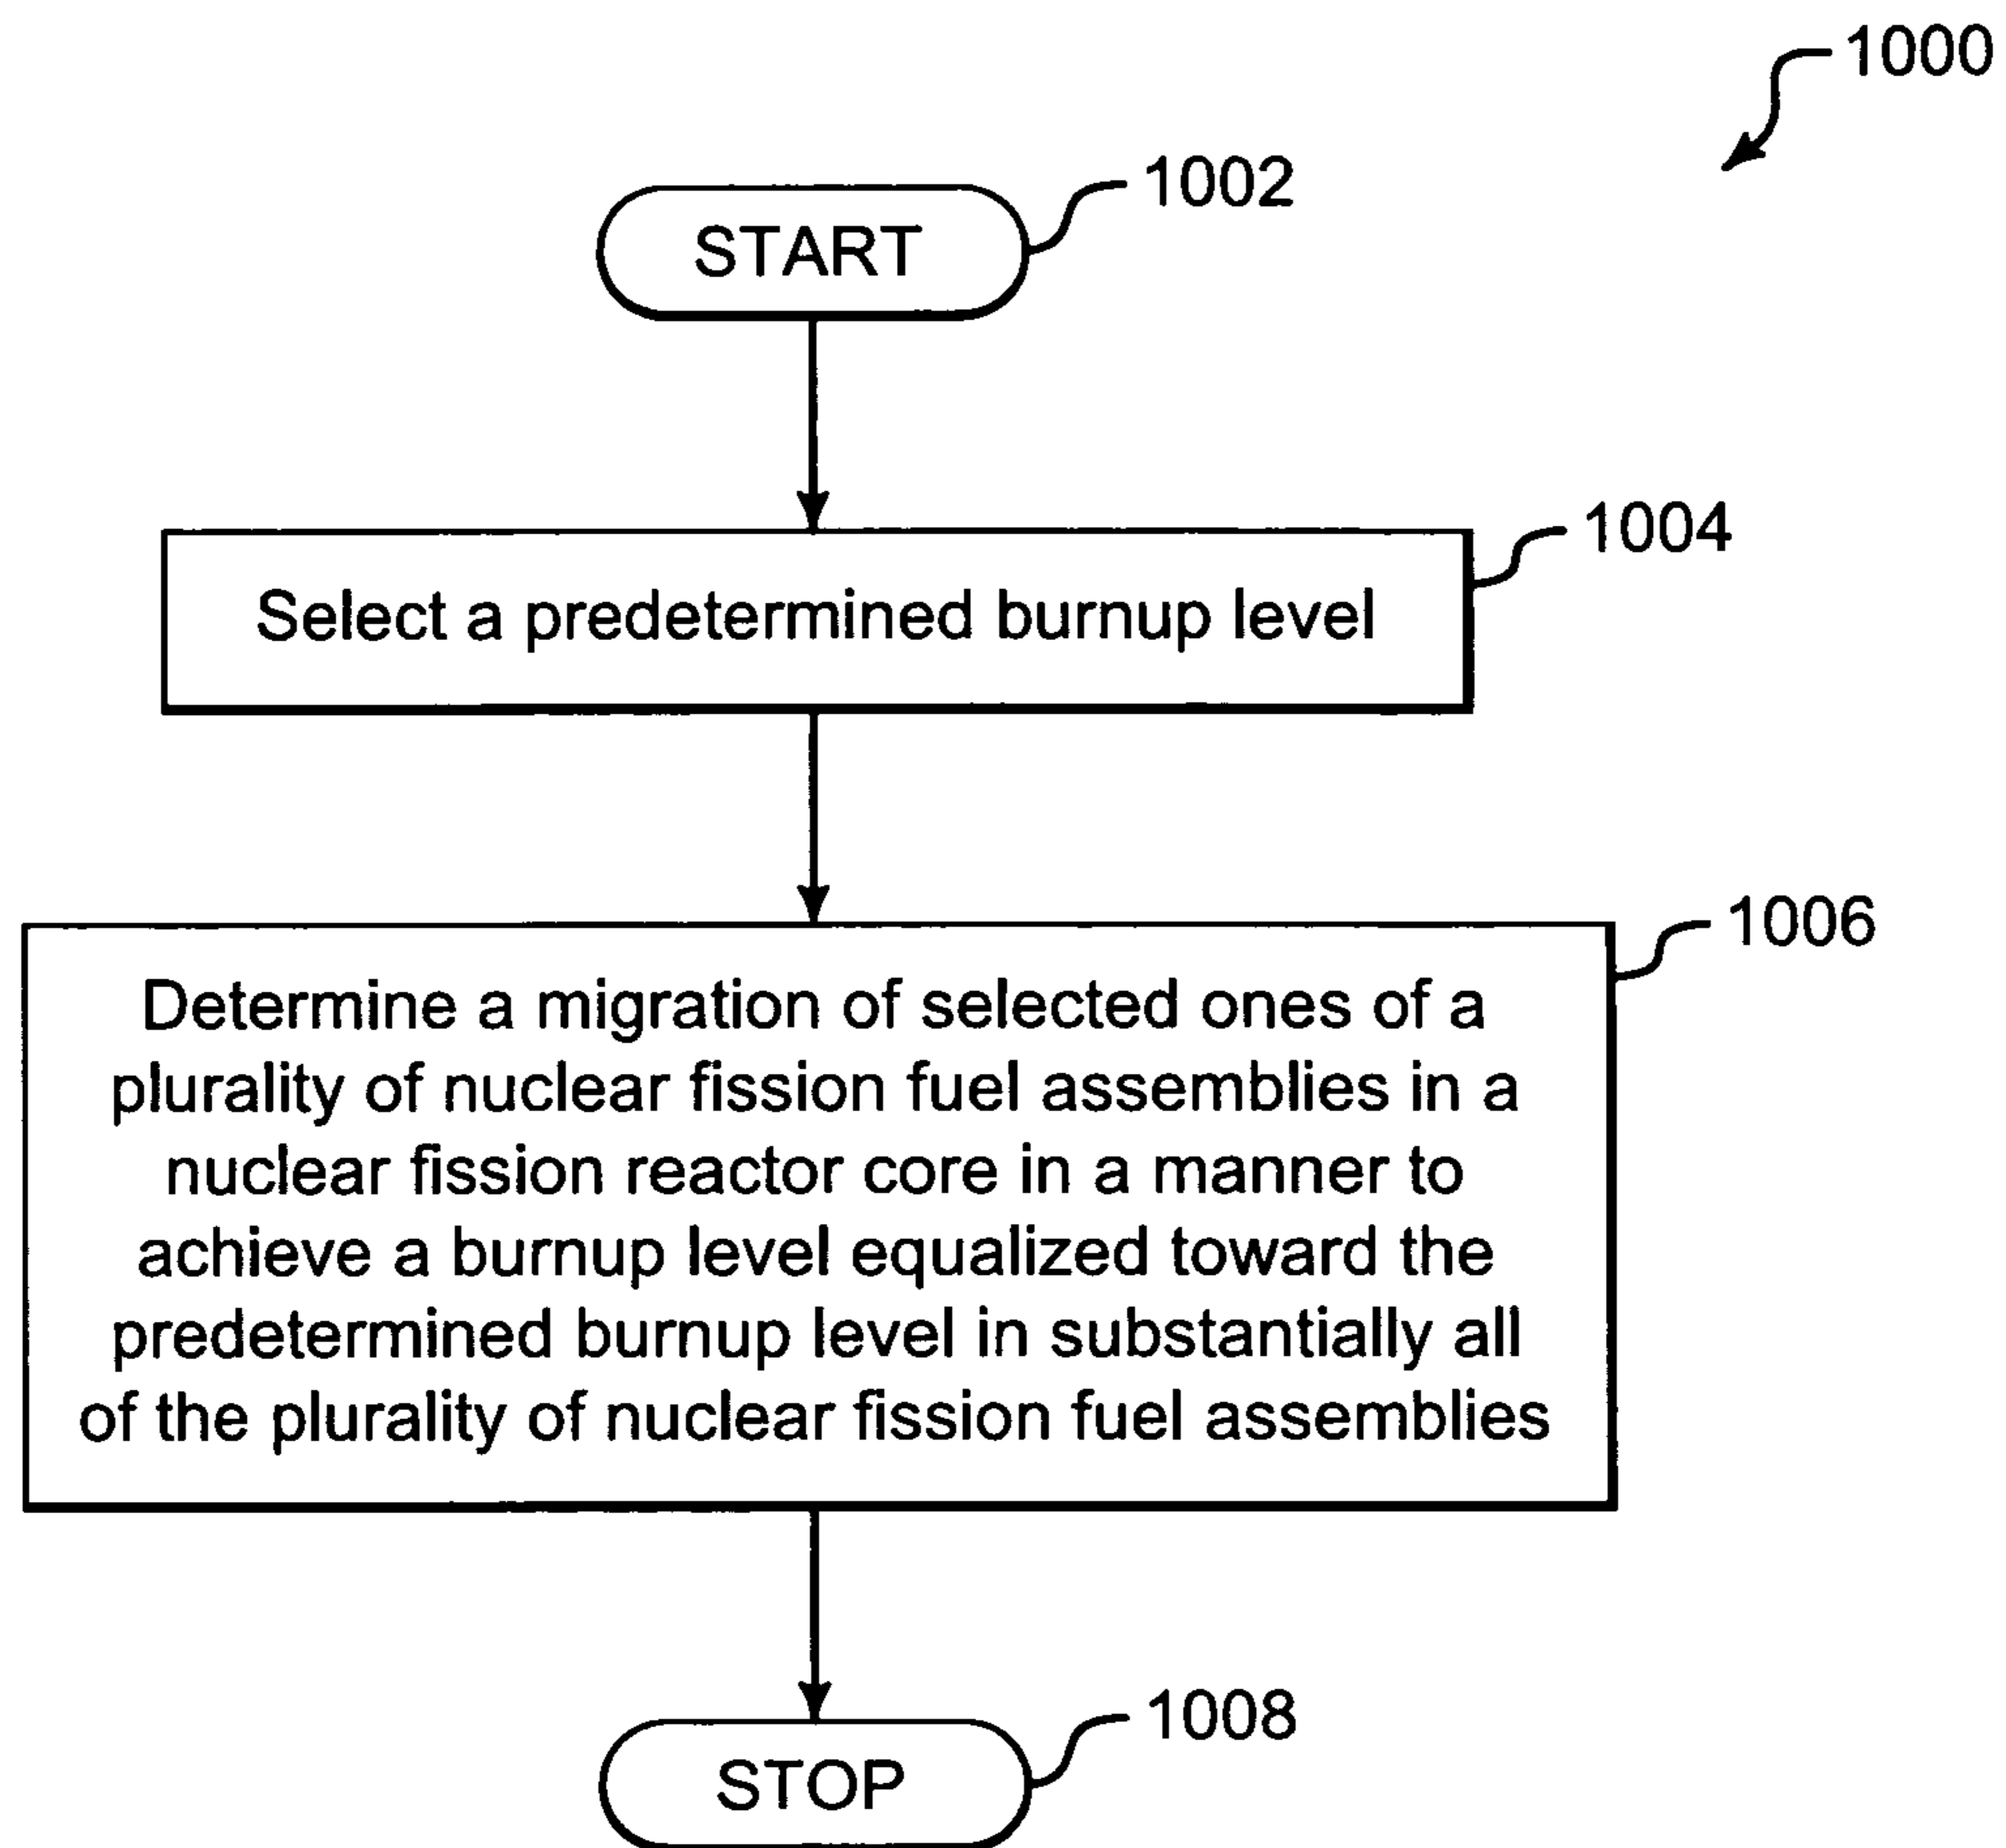 1000
1002
START
1004
Select a predetermined burnup level
1006
Determine a migration of selected ones of a
plurality of nuclear fission fuel assemblies in a
nuclear fission reactor core in a manner to
achieve a burnup level equalized toward the
predetermined burnup level in substantially all
of the plurality of nuclear fission fuel assemblies
1008
STOP